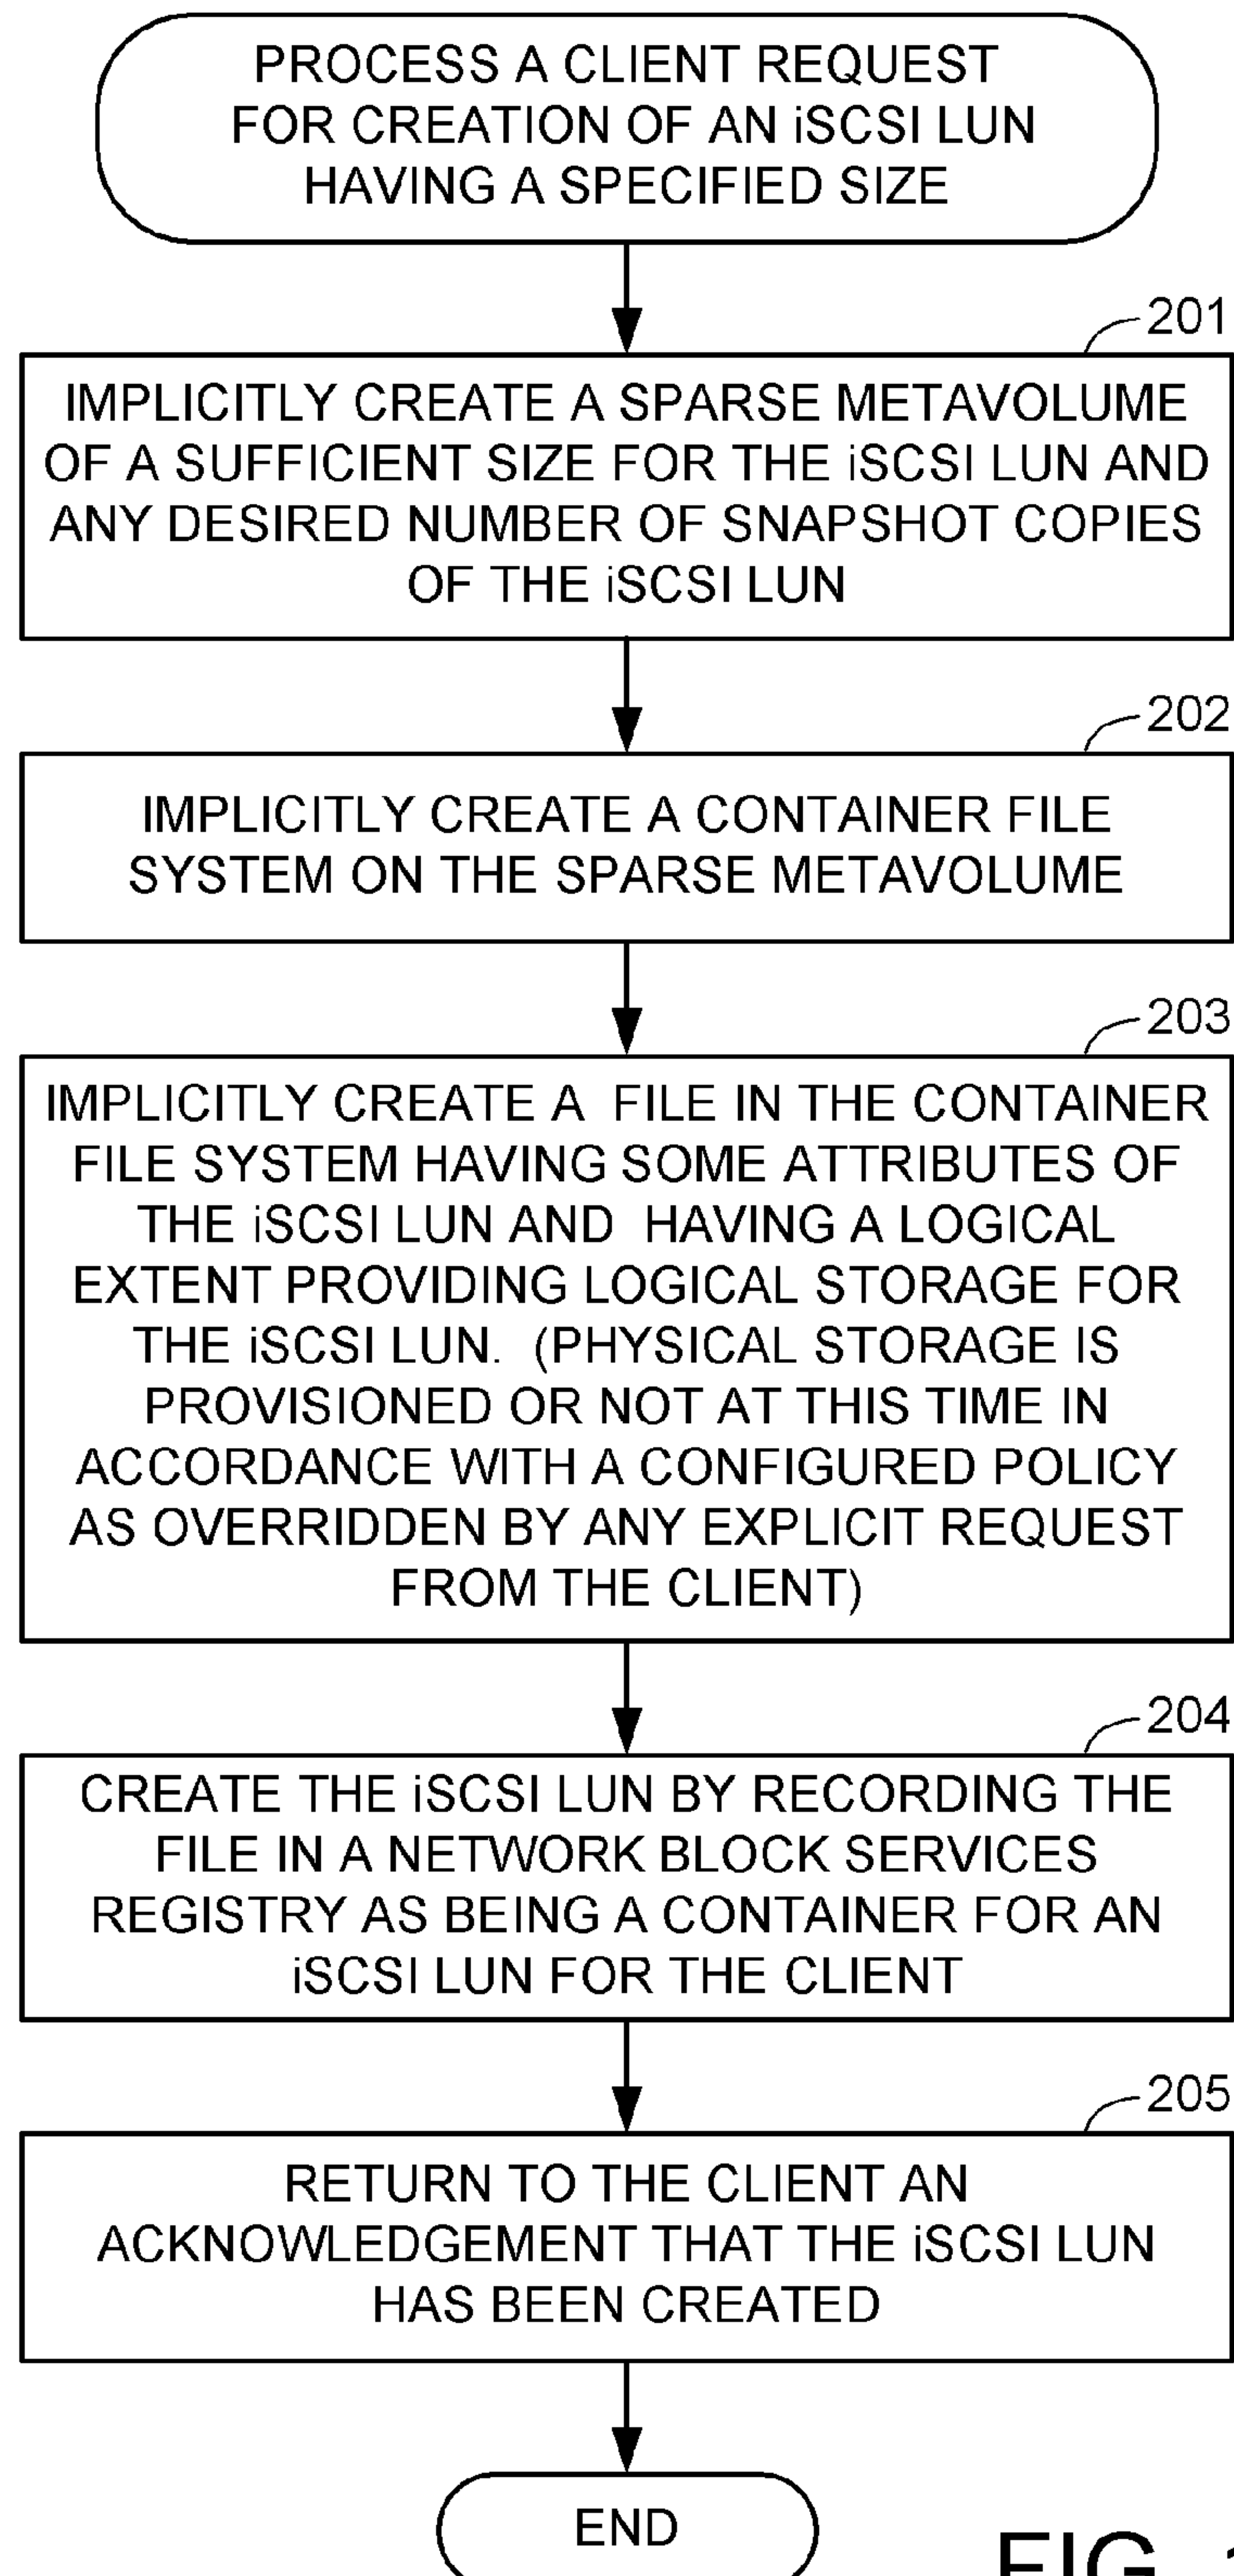 PROCESS A CLIENT REQUEST
FOR CREATION OF AN iSCSI LUN
HAVING A SPECIFIED SIZE
201
IMPLICITLY CREATE A SPARSE METAVOLUME
OF A SUFFICIENT SIZE FOR THE iSCSI LUN AND
ANY DESIRED NUMBER OF SNAPSHOT COPIES
OF THE iSCSI LUN
202
IMPLICITLY CREATE A CONTAINER FILE
SYSTEM ON THE SPARSE METAVOLUME
203
IMPLICITLY CREATE A FILE IN THE CONTAINER
FILE SYSTEM HAVING SOME ATTRIBUTES OF
THE iSCSI LUN AND HAVING A LOGICAL
EXTENT PROVIDING LOGICAL STORAGE FOR
THE iSCSI LUN. (PHYSICAL STORAGE IS
PROVISIONED OR NOT AT THIS TIME IN
ACCORDANCE WITH A CONFIGURED POLICY
AS OVERRIDDEN BY ANY EXPLICIT REQUEST
FROM THE CLIENT)
204
CREATE THE iSCSI LUN BY RECORDING THE
FILE IN A NETWORK BLOCK SERVICES
REGISTRY AS BEING A CONTAINER FOR AN
iSCSI LUN FOR THE CLIENT
205
RETURN TO THE CLIENT AN
ACKNOWLEDGEMENT THAT THE iSCSI LUN
HAS BEEN CREATED
END
FIG.